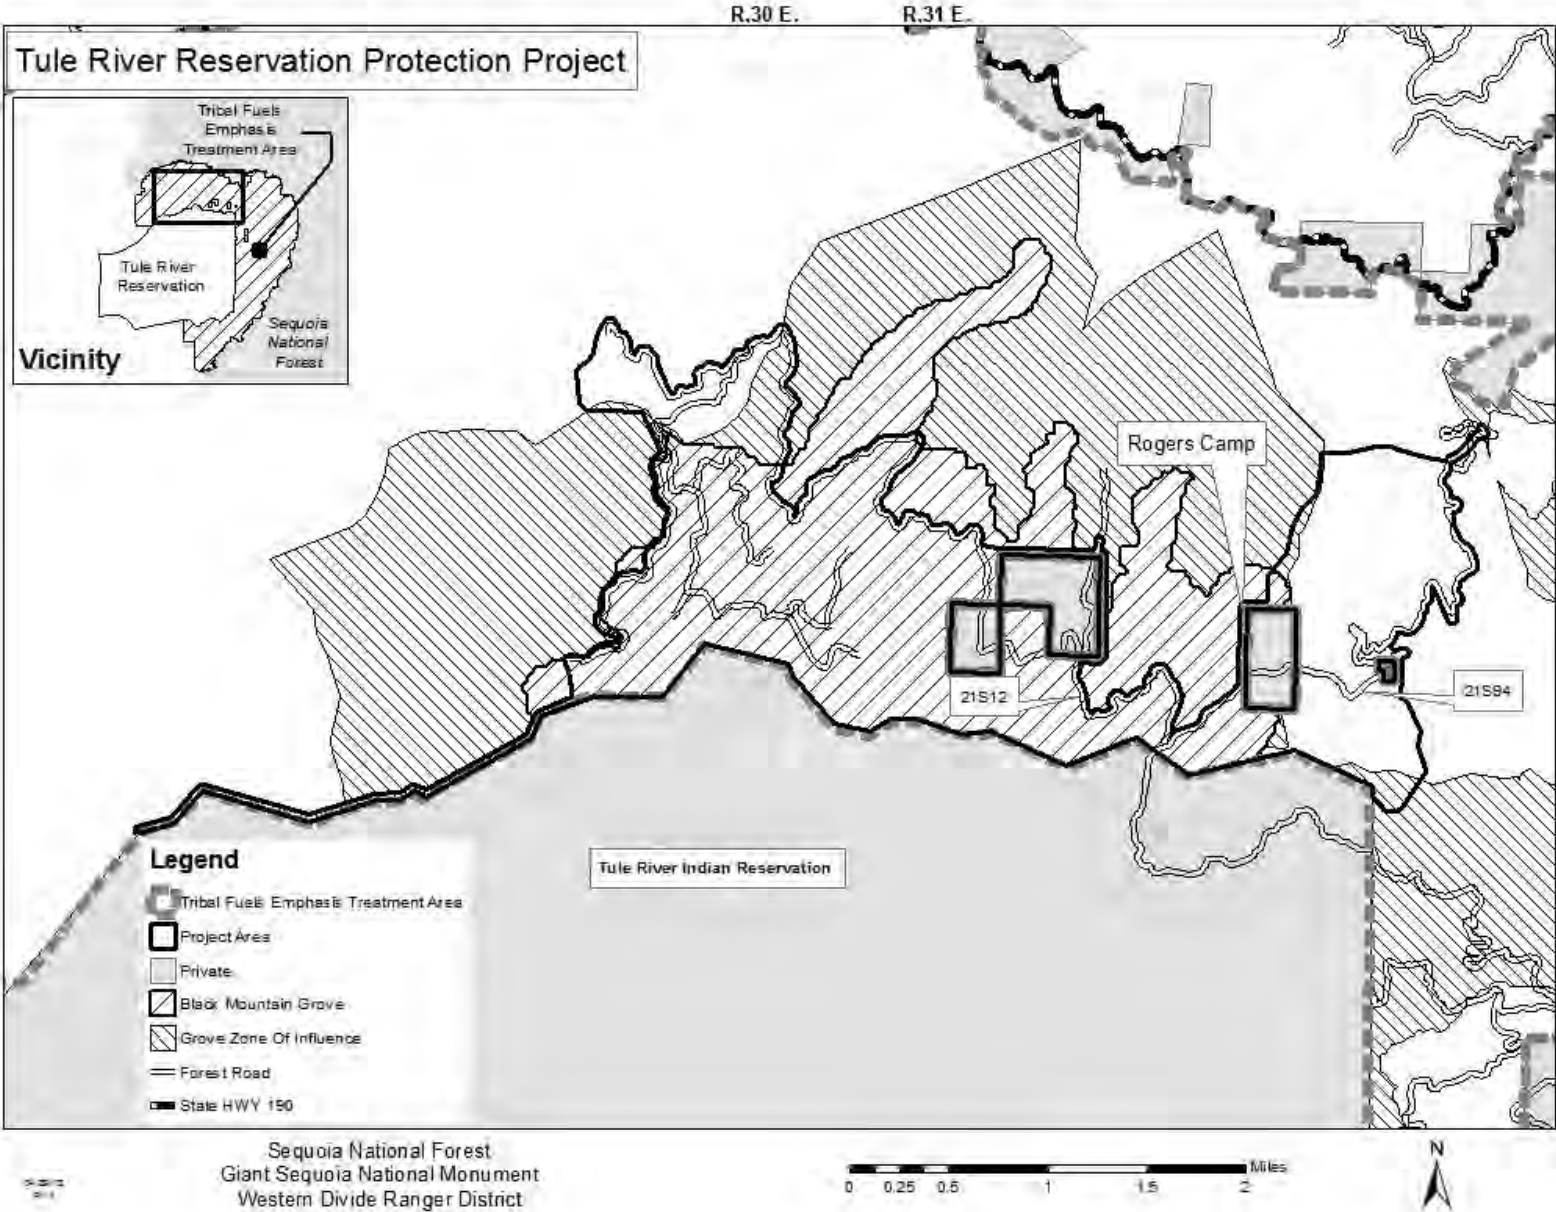 R.30 E.
R.31 E.
Tule River Reservation Protection Project
Tribal Fuels
Emphasis
Treatment Area
Tule River
Reservation
Sequoia
National
Forest
Vicinity
Rogers Camp
21S12
21S94
Tule River Indian Reservation
Legend
Tribal Fuels Emphasis Treatment Area
Project Area
Private
Black Mountain Grove
Grove Zone Of Influence
Forest Road
State HWY 190
Sequoia National Forest
Giant Sequoia National Monument
Western Divide Ranger District
Miles
0 0.25 0.5 1 1.5 2
N